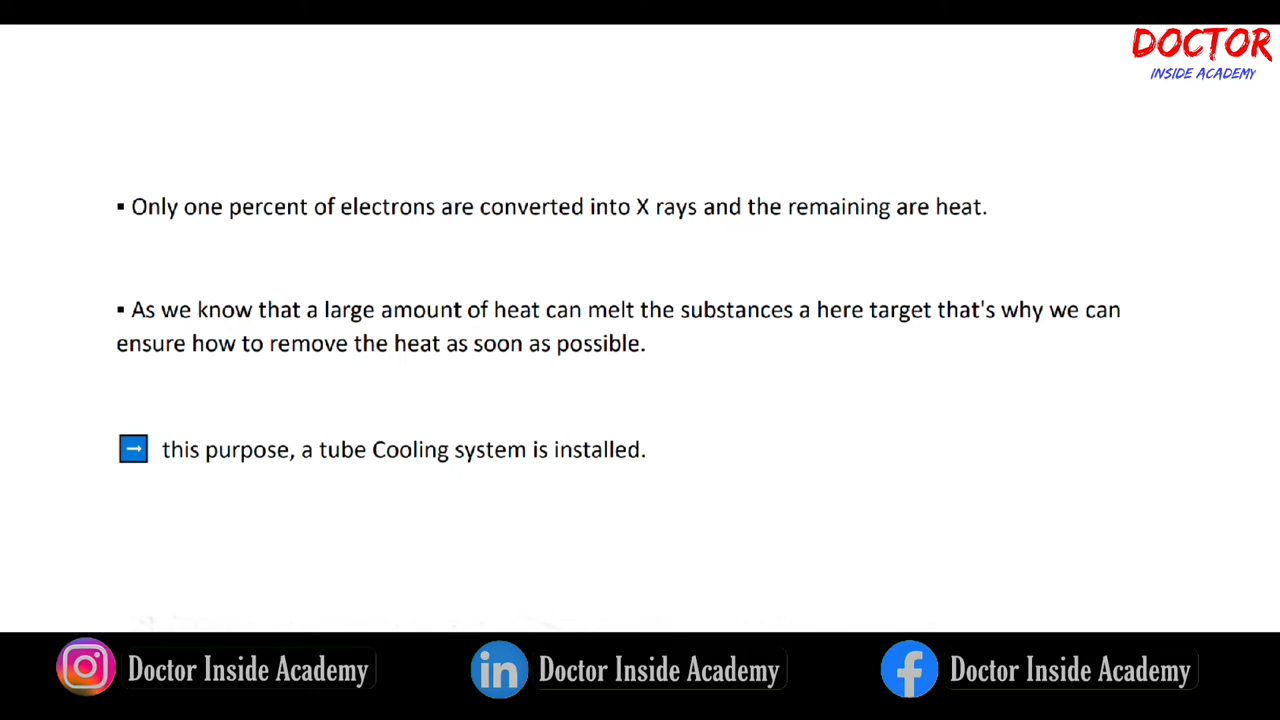 DOCTOR
INSIDE ACADEMY
▪ Only one percent of electrons are converted into X rays and the remaining are heat.
▪ As we know that a large amount of heat can melt the substances a here target that's why we can
ensure how to remove the heat as soon as possible.
→ this purpose, a tube Cooling system is installed.
Doctor Inside Academy
in Doctor Inside Academy
f Doctor Inside Academy